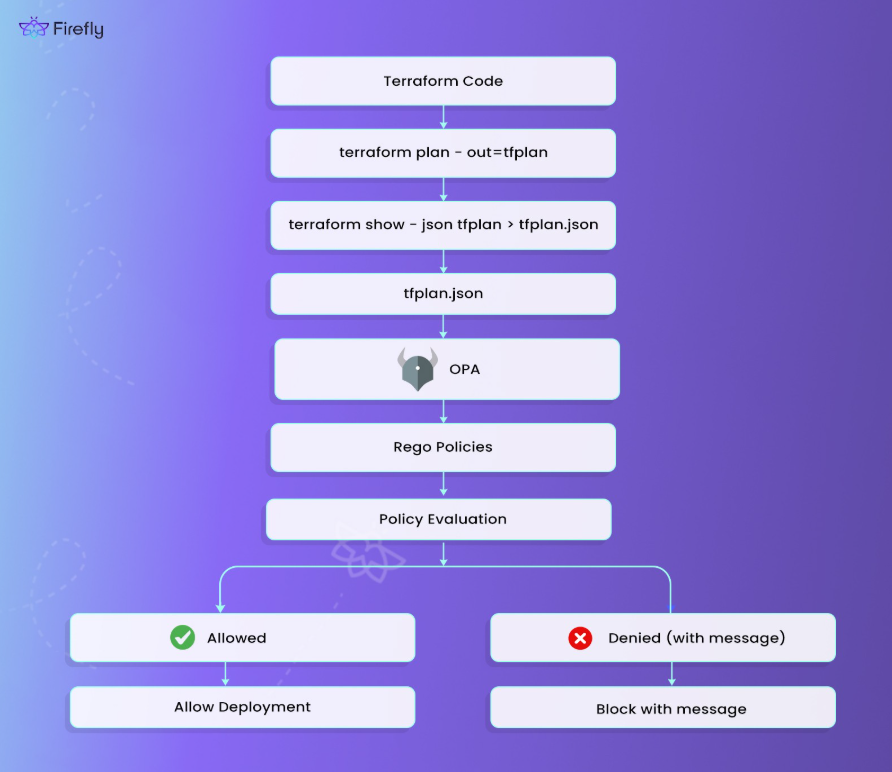 Firefly
Terraform Code
terraform plan - out=tfplan
terraform show - json tfplan > tfplan.json
tfplan.json
OPA
Rego Policies
Policy Evaluation
Allowed
Denied (with message)
Allow Deployment
Block with message